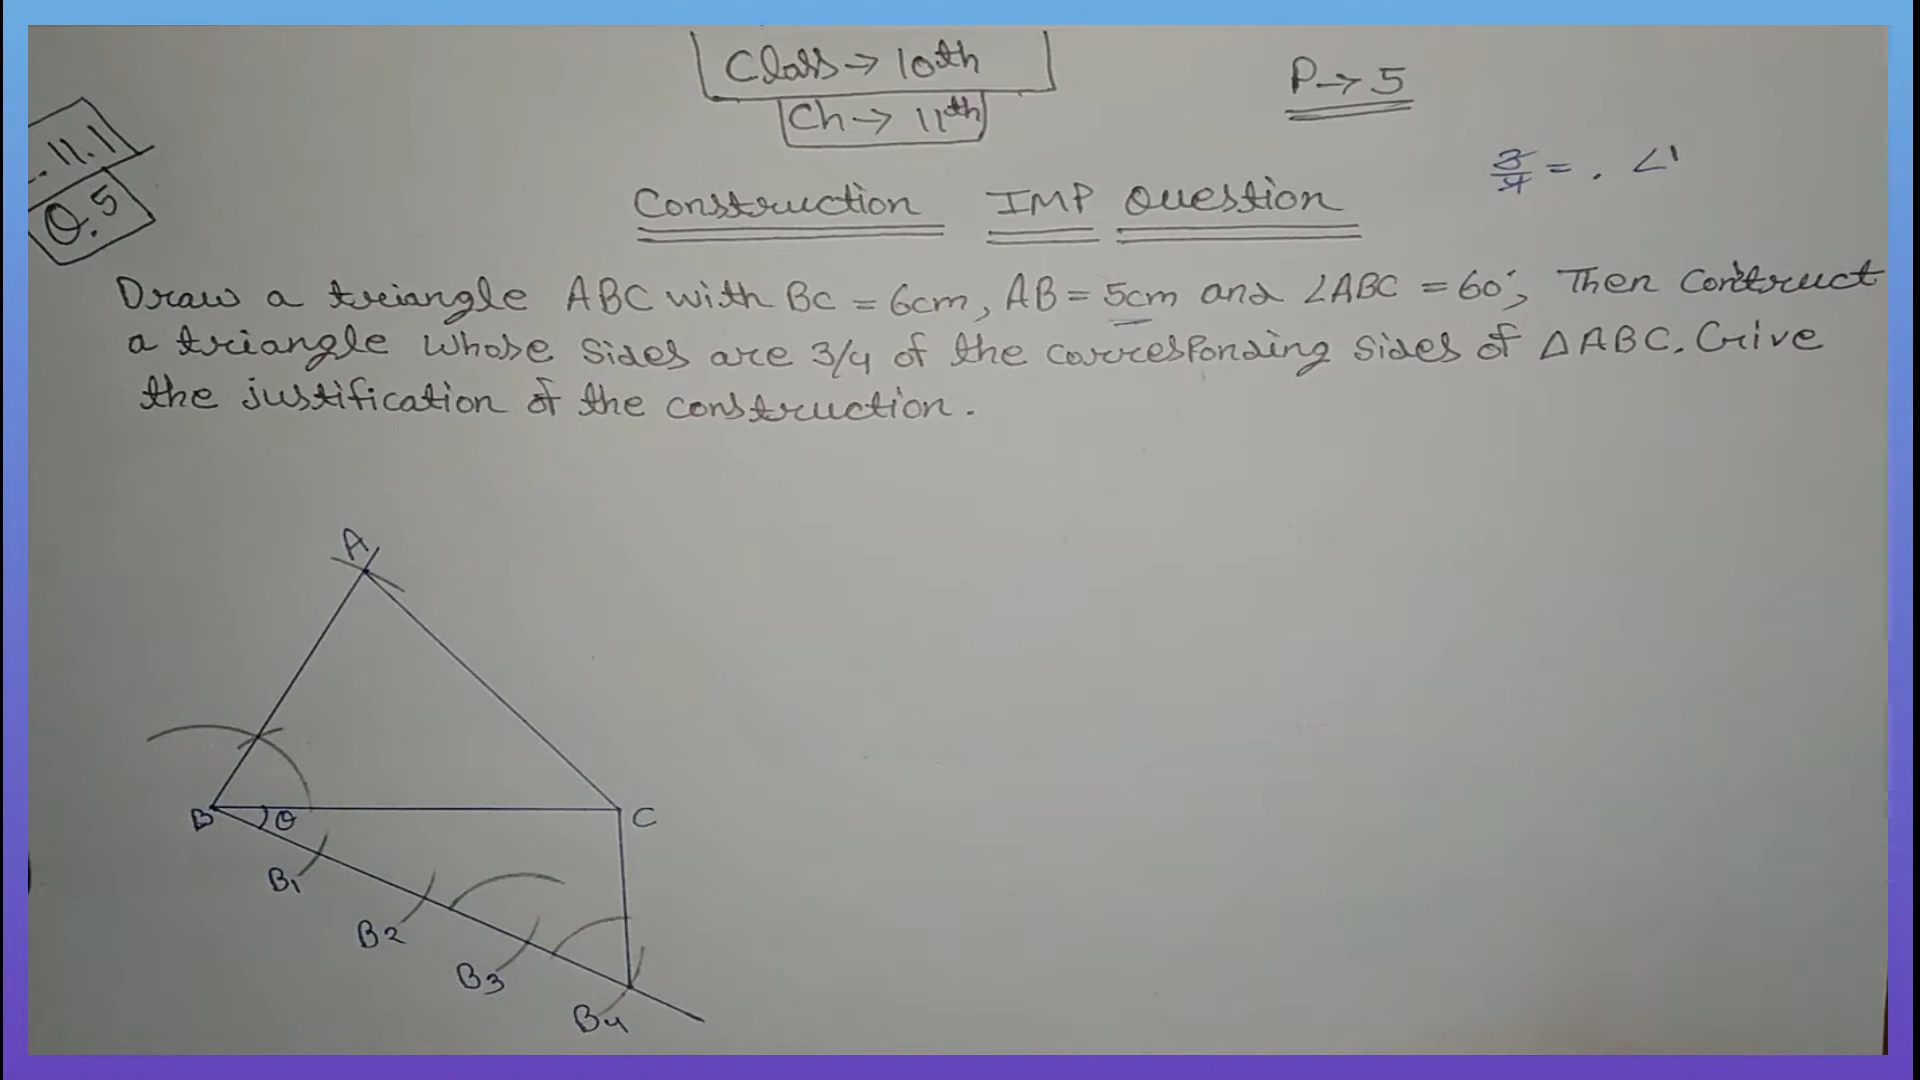 Class → 10th
P → 5
Ch → 11th
. 11.1
Q.5
3/4 = . <1
Construction IMP Question
Draw a triangle ABC with BC = 6cm, AB = 5cm and ∠ABC = 60°, Then Construct
a triangle whose sides are 3/4 of the corresponding sides of △ABC. Give
the justification of the construction.
A
B θ C
B1
B2
B3
B4